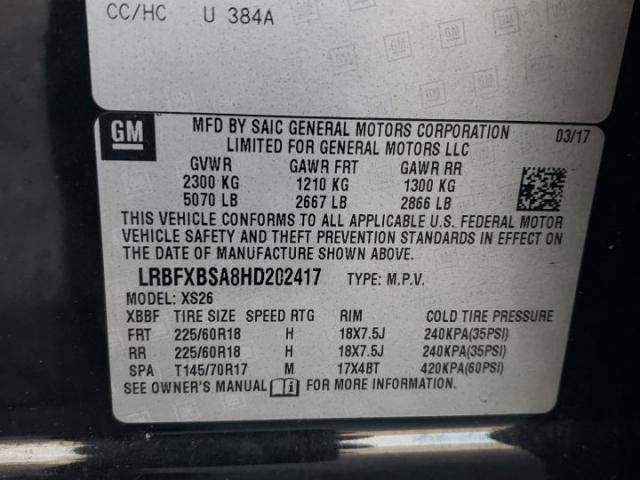 CC/HC U 384A
GM MFD BY SAIC GENERAL MOTORS CORPORATION 03/17
LIMITED FOR GENERAL MOTORS LLC
GVWR GAWR FRT GAWR RR
2300 KG 1210 KG 1300 KG
5070 LB 2667 LB 2866 LB
THIS VEHICLE CONFORMS TO ALL APPLICABLE U.S. FEDERAL MOTOR
VEHICLE SAFETY AND THEFT PREVENTION STANDARDS IN EFFECT ON
THE DATE OF MANUFACTURE SHOWN ABOVE.
LRBFXBSA8HD202417 TYPE: M.P.V.
MODEL: XS26
XBBF TIRE SIZE SPEED RTG RIM COLD TIRE PRESSURE
FRT 225/60R18 H 18X7.5J 240KPA(35PSI)
RR 225/60R18 H 18X7.5J 240KPA(35PSI)
SPA T145/70R17 M 17X4BT 420KPA(60PSI)
SEE OWNER'S MANUAL i FOR MORE INFORMATION.